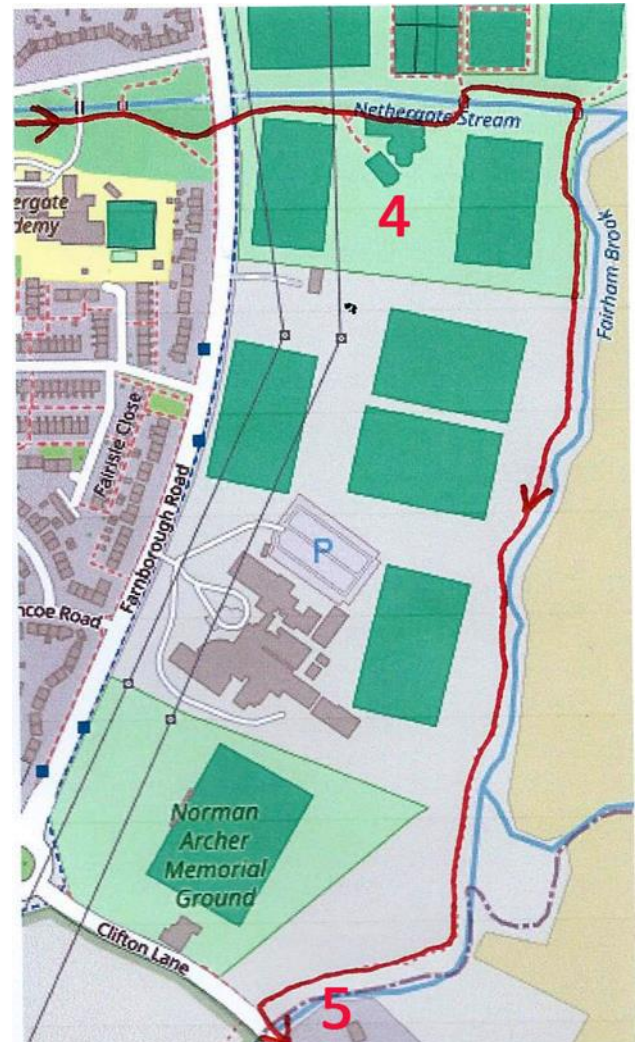 Nethergate Stream
ergate
demy
4
Fairham Brook
Fairisle Close
Farnborough Road
P
ncoe Road
Norman
Archer
Memorial
Ground
Clifton Lane
5